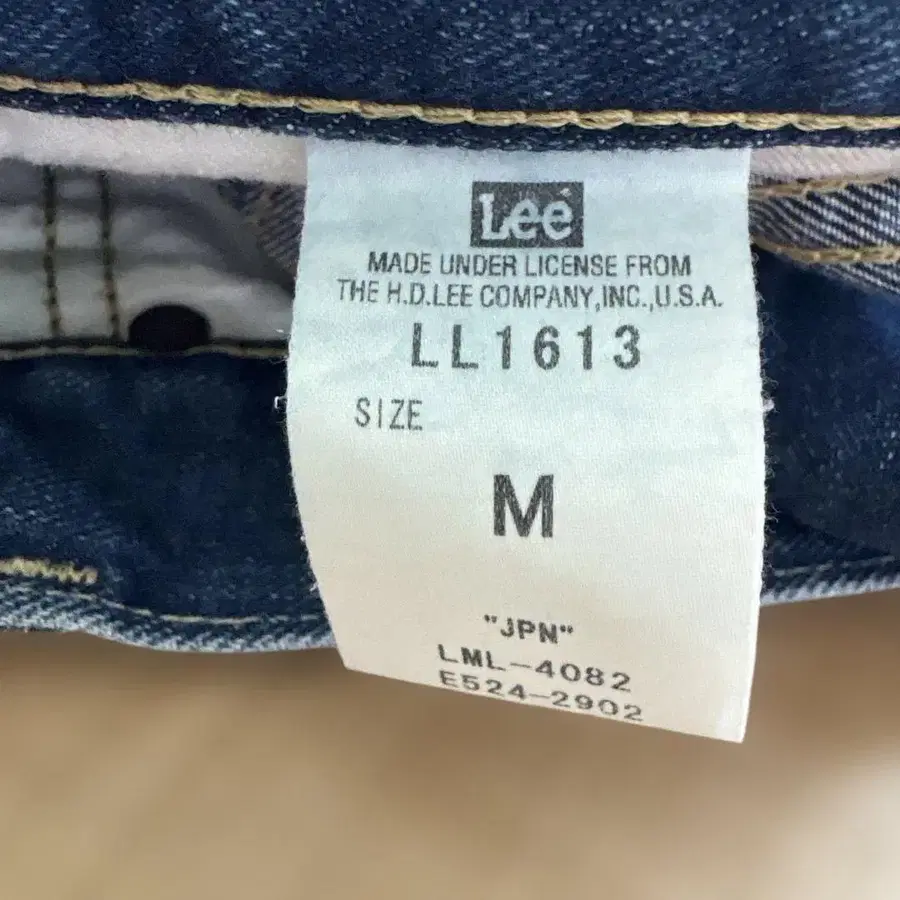 Lee
MADE UNDER LICENSE FROM
THE H.D.LEE COMPANY,INC.,U.S.A.
LL1613
SIZE
M
"JPN"
LML-4082
E524-2902